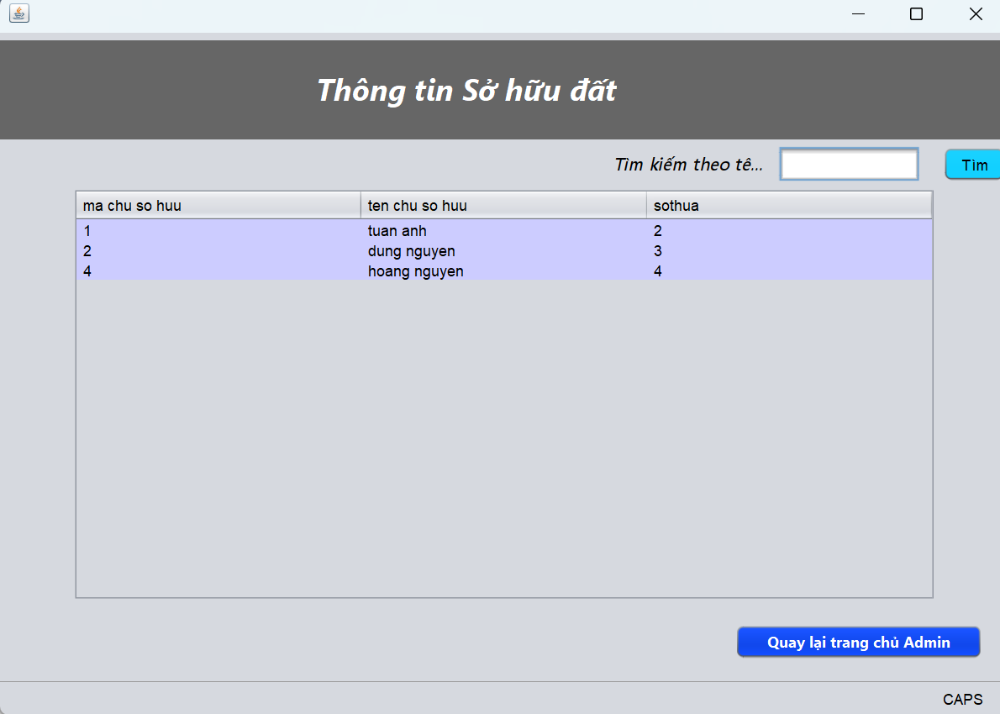 Thông tin Sở hữu đất
Tìm kiếm theo tê... Tìm
ma chu so huu ten chu so huu sothua
1 tuan anh 2
2 dung nguyen 3
4 hoang nguyen 4
Quay lại trang chủ Admin
CAPS